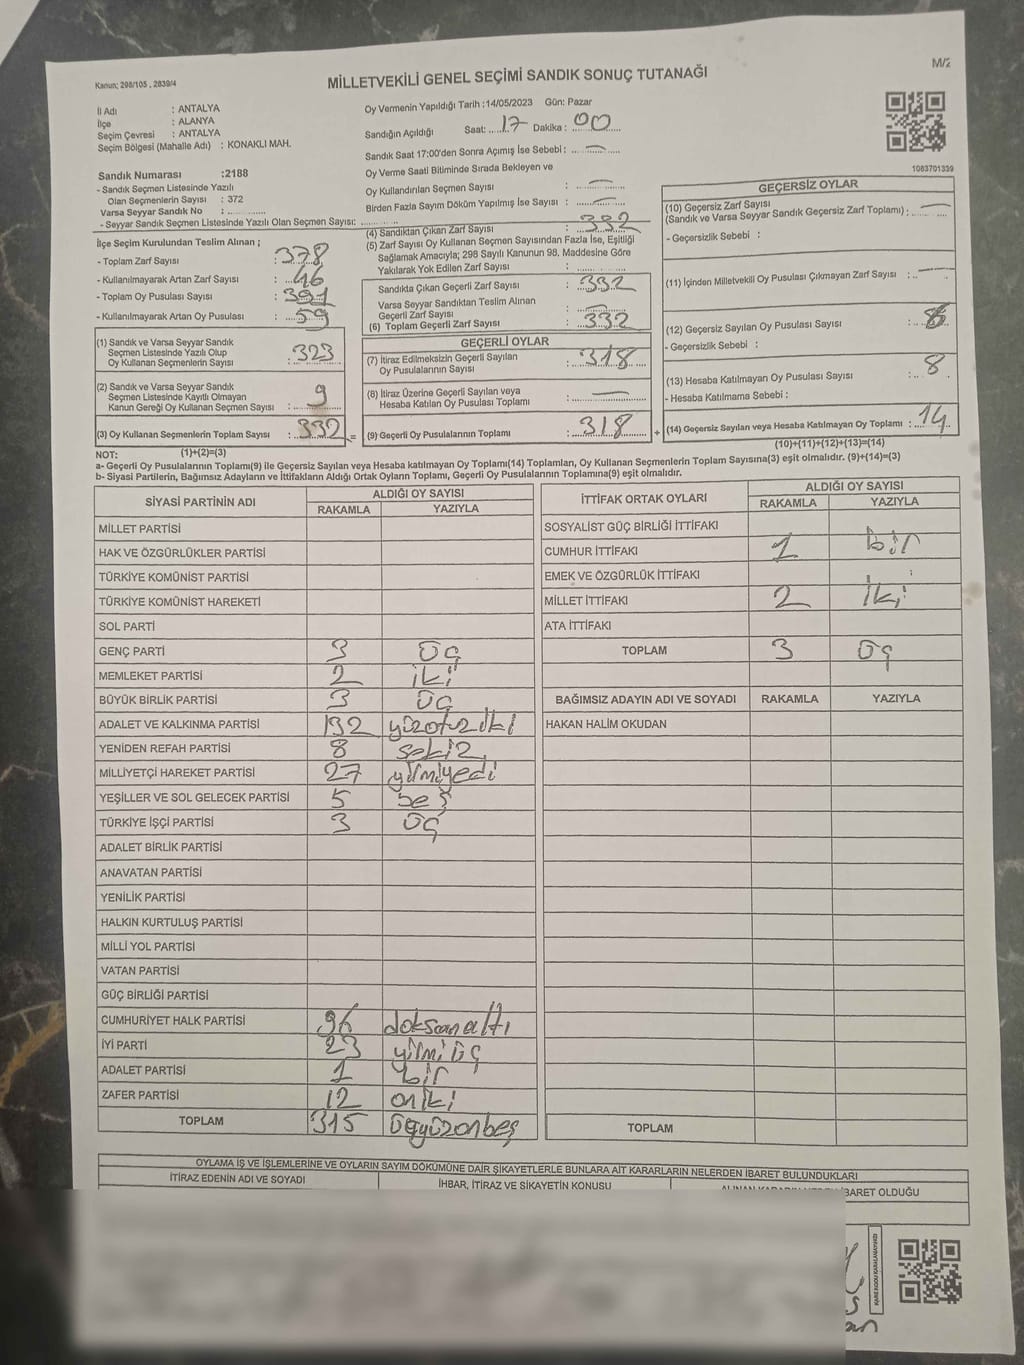 Kanun: 298/105 , 2839/4
MİLLETVEKİLİ GENEL SEÇİMİ SANDIK SONUÇ TUTANAĞI
M/2
İl Adı : ANTALYA
İlçe : ALANYA
Seçim Çevresi : ANTALYA
Seçim Bölgesi (Mahalle Adı) : KONAKLI MAH.
Oy Vermenin Yapıldığı Tarih :14/05/2023 Gün: Pazar
Sandığın Açıldığı Saat: 17 Dakika : 00
Sandık Saat 17:00'den Sonra Açımış İse Sebebi : —
Oy Verme Saati Bitiminde Sırada Bekleyen ve
Oy Kullandırılan Seçmen Sayısı : —
Birden Fazla Sayım Döküm Yapılmış İse Sayısı : —
1083701339
Sandık Numarası :2188
- Sandık Seçmen Listesinde Yazılı
Olan Seçmenlerin Sayısı : 372
Varsa Seyyar Sandık No :
- Seyyar Sandık Seçmen Listesinde Yazılı Olan Seçmen Sayısı:
İlçe Seçim Kurulundan Teslim Alınan ;
- Toplam Zarf Sayısı : 378
- Kullanılmayarak Artan Zarf Sayısı : 46
- Toplam Oy Pusulası Sayısı : 391
- Kullanılmayarak Artan Oy Pusulası : 59
(1) Sandık ve Varsa Seyyar Sandık
Seçmen Listesinde Yazılı Olup
Oy Kullanan Seçmenlerin Sayısı : 323
(2) Sandık ve Varsa Seyyar Sandık
Seçmen Listesinde Kayıtlı Olmayan
Kanun Gereği Oy Kullanan Seçmen Sayısı : 9
(3) Oy Kullanan Seçmenlerin Toplam Sayısı : 332 =
(4) Sandıktan Çıkan Zarf Sayısı : 332
(5) Zarf Sayısı Oy Kullanan Seçmen Sayısından Fazla İse, Eşitliği
Sağlamak Amacıyla; 298 Sayılı Kanunun 98. Maddesine Göre
Yakılarak Yok Edilen Zarf Sayısı :
Sandıkta Çıkan Geçerli Zarf Sayısı : 332
Varsa Seyyar Sandıktan Teslim Alınan
Geçerli Zarf Sayısı : —
(6) Toplam Geçerli Zarf Sayısı : 332
GEÇERLİ OYLAR
(7) İtiraz Edilmeksizin Geçerli Sayılan
Oy Pusulalarının Sayısı : 318
(8) İtiraz Üzerine Geçerli Sayılan veya
Hesaba Katılan Oy Pusulası Toplamı : —
(9) Geçerli Oy Pusulalarının Toplamı : 318 +
GEÇERSİZ OYLAR
(10) Geçersiz Zarf Sayısı
(Sandık ve Varsa Seyyar Sandık Geçersiz Zarf Toplamı) : —
- Geçersizlik Sebebi :
(11) İçinden Milletvekili Oy Pusulası Çıkmayan Zarf Sayısı : —
(12) Geçersiz Sayılan Oy Pusulası Sayısı :
- Geçersizlik Sebebi :
(13) Hesaba Katılmayan Oy Pusulası Sayısı : 8
- Hesaba Katılmama Sebebi :
(14) Geçersiz Sayılan veya Hesaba Katılmayan Oy Toplamı : 14
NOT: (1)+(2)=(3)
(10)+(11)+(12)+(13)=(14)
a- Geçerli Oy Pusulalarının Toplamı(9) ile Geçersiz Sayılan veya Hesaba katılmayan Oy Toplamı(14) Toplamları, Oy Kullanan Seçmenlerin Toplam Sayısına(3) eşit olmalıdır. (9)+(14)=(3)
b- Siyasi Partilerin, Bağımsız Adayların ve İttifakların Aldığı Ortak Oyların Toplamı, Geçerli Oy Pusulalarının Toplamına(9) eşit olmalıdır.
SİYASİ PARTİNİN ADI ALDIĞI OY SAYISI
RAKAMLA YAZIYLA
MİLLET PARTİSİ
HAK VE ÖZGÜRLÜKLER PARTİSİ
TÜRKİYE KOMÜNİST PARTİSİ
TÜRKİYE KOMÜNİST HAREKETİ
SOL PARTİ
GENÇ PARTİ 3 üç
MEMLEKET PARTİSİ 2 iki
BÜYÜK BİRLİK PARTİSİ 3 üç
ADALET VE KALKINMA PARTİSİ 132 yüzotuziki
YENİDEN REFAH PARTİSİ 8 sekiz
MİLLİYETÇİ HAREKET PARTİSİ 27 yirmiyedi
YEŞİLLER VE SOL GELECEK PARTİSİ 5 beş
TÜRKİYE İŞÇİ PARTİSİ 3 üç
ADALET BİRLİK PARTİSİ
ANAVATAN PARTİSİ
YENİLİK PARTİSİ
HALKIN KURTULUŞ PARTİSİ
MİLLİ YOL PARTİSİ
VATAN PARTİSİ
GÜÇ BİRLİĞİ PARTİSİ
CUMHURİYET HALK PARTİSİ 96 doksanaltı
İYİ PARTİ 23 yirmi üç
ADALET PARTİSİ 1 bir
ZAFER PARTİSİ 12 oniki
TOPLAM 315 üçyüzonbeş
İTTİFAK ORTAK OYLARI ALDIĞI OY SAYISI
RAKAMLA YAZIYLA
SOSYALİST GÜÇ BİRLİĞİ İTTİFAKI
CUMHUR İTTİFAKI 1 bir
EMEK VE ÖZGÜRLÜK İTTİFAKI
MİLLET İTTİFAKI 2 iki
ATA İTTİFAKI
TOPLAM 3 üç
BAĞIMSIZ ADAYIN ADI VE SOYADI RAKAMLA YAZIYLA
HAKAN HALİM OKUDAN
TOPLAM
OYLAMA İŞ VE İŞLEMLERİNE VE OYLARIN SAYIM DÖKÜMÜNE DAİR ŞİKAYETLERLE BUNLARA AİT KARARLARIN NELERDEN İBARET BULUNDUKLARI
İTİRAZ EDENİN ADI VE SOYADI
İHBAR, İTİRAZ VE SİKAYETİN KONUSU
İBARET OLDUĞU